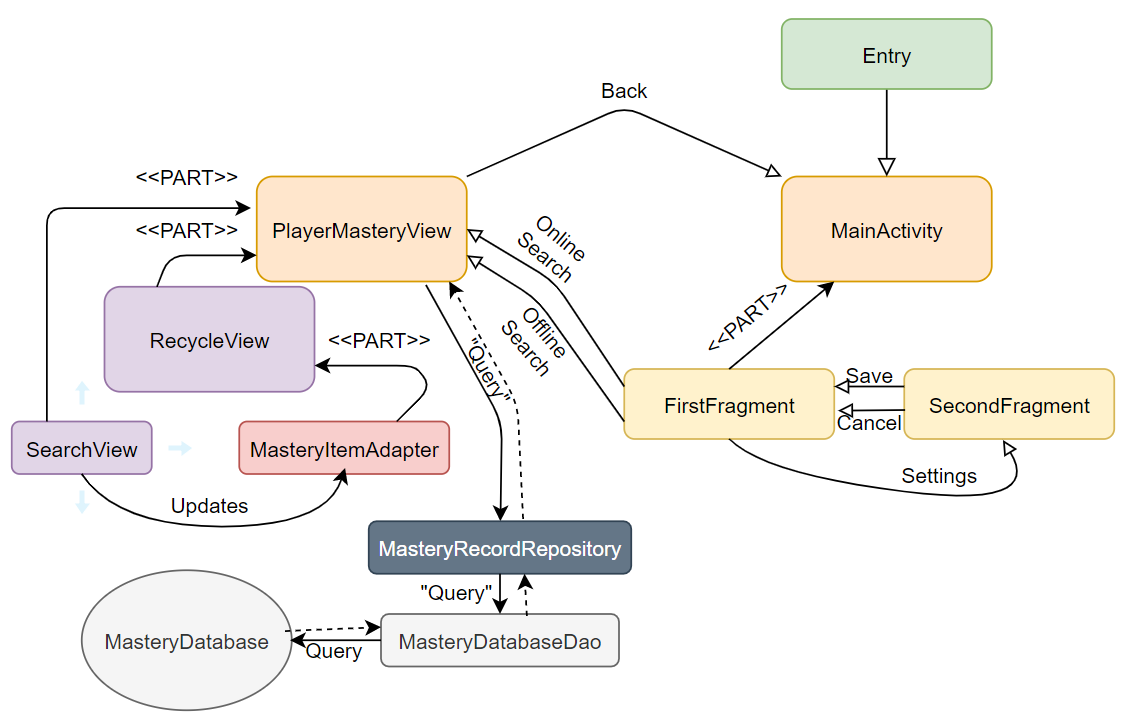 Entry
Back
<<PART>>
<<PART>>
PlayerMasteryView
MainActivity
Online
Search
Offline
Search
<<PART>>
RecycleView
<<PART>>
"Query"
FirstFragment
Save
Cancel
SecondFragment
Settings
SearchView
MasteryItemAdapter
Updates
MasteryRecordRepository
"Query"
MasteryDatabase
Query
MasteryDatabaseDao